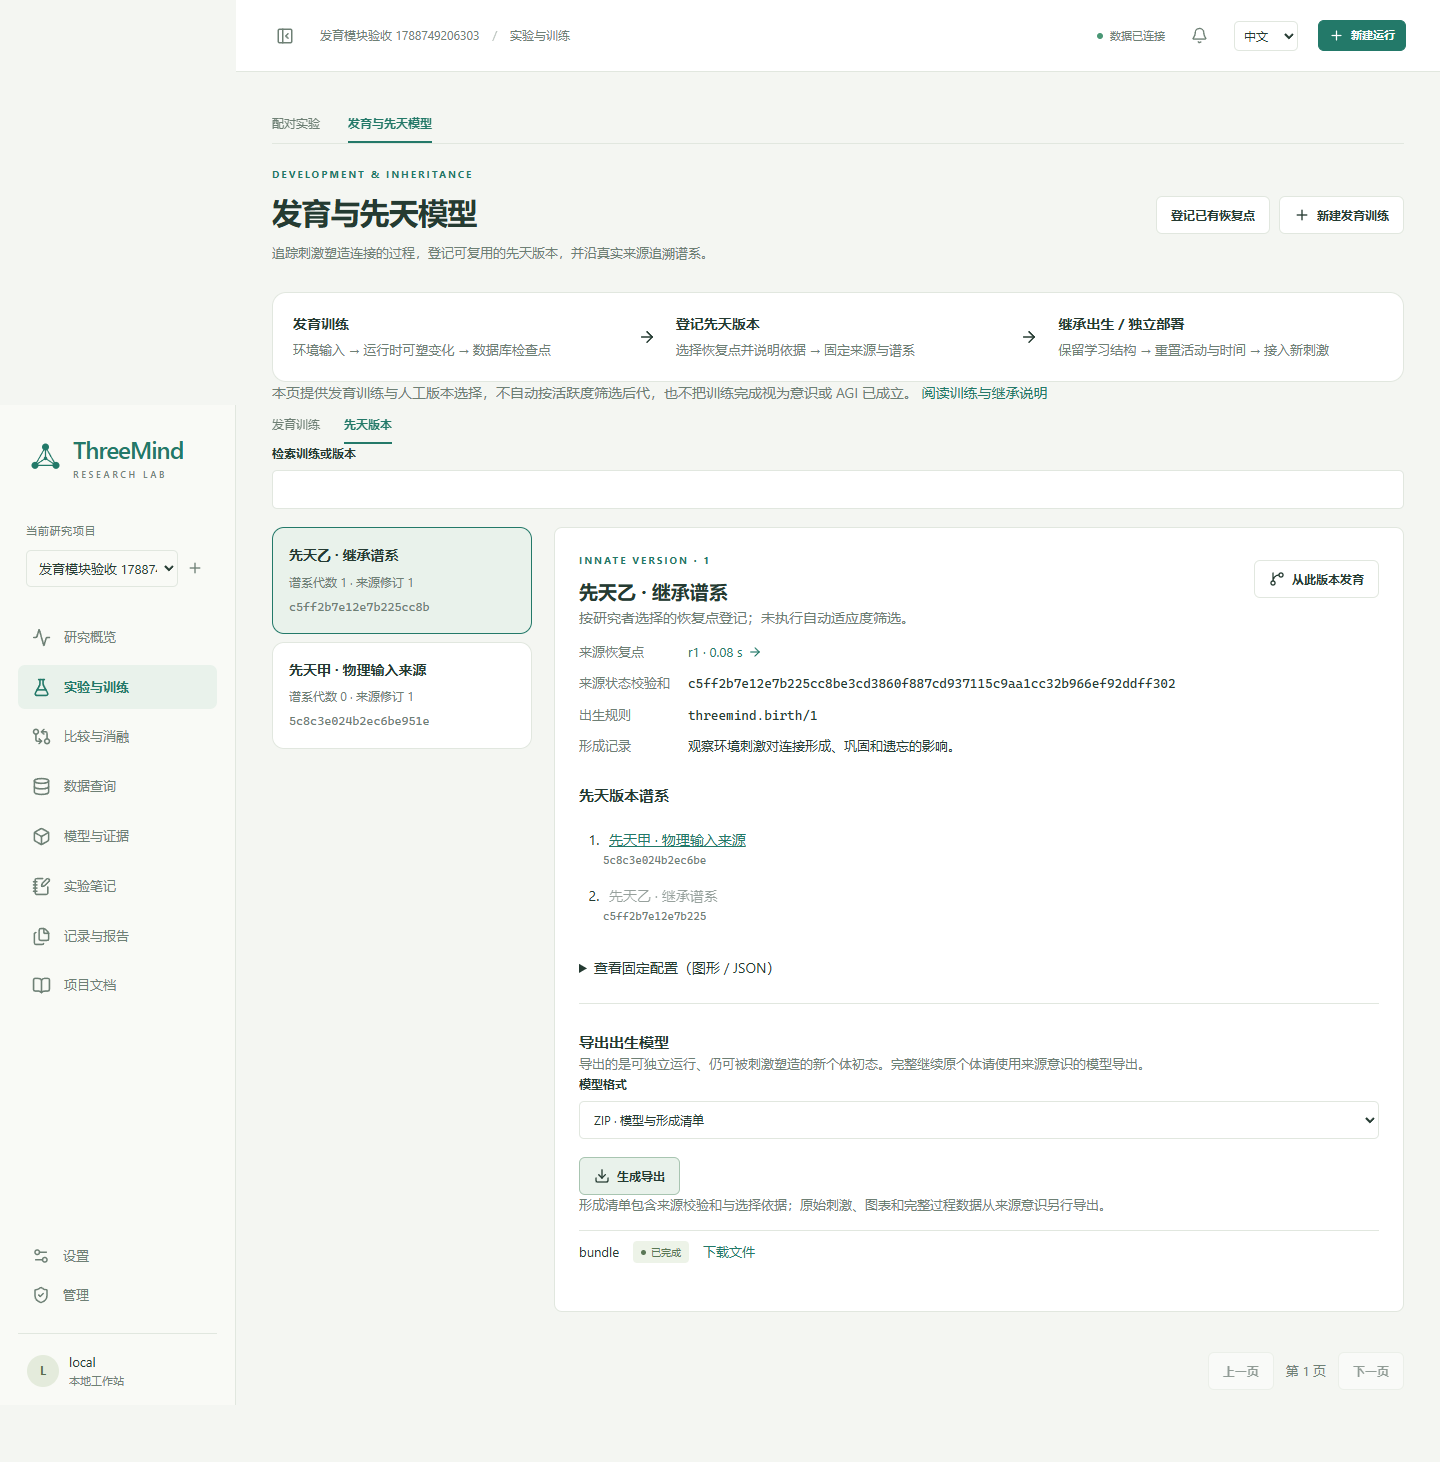 发育模块验收 1788749206303 / 实验与训练
数据已连接
中文
新建运行
配对实验
发育与先天模型
DEVELOPMENT & INHERITANCE
发育与先天模型
追踪刺激塑造连接的过程，登记可复用的先天版本，并沿真实来源追溯谱系。
登记已有恢复点
新建发育训练
发育训练
环境输入 → 运行时可塑变化 → 数据库检查点
登记先天版本
选择恢复点并说明依据 → 固定来源与谱系
继承出生 / 独立部署
保留学习结构 → 重置活动与时间 → 接入新刺激
本页提供发育训练与人工版本选择，不自动按活跃度筛选后代，也不把训练完成视为意识或 AGI 已成立。 阅读训练与继承说明
发育训练
先天版本
检索训练或版本
ThreeMind
RESEARCH LAB
当前研究项目
发育模块验收 17887
研究概览
实验与训练
比较与消融
数据查询
模型与证据
实验笔记
记录与报告
项目文档
设置
管理
L
local
本地工作站
先天乙 · 继承谱系
谱系代数 1 · 来源修订 1
c5ff2b7e12e7b225cc8b
先天甲 · 物理输入来源
谱系代数 0 · 来源修订 1
5c8c3e024b2ec6be951e
INNATE VERSION · 1
先天乙 · 继承谱系
按研究者选择的恢复点登记；未执行自动适应度筛选。
从此版本发育
来源恢复点 r1 · 0.08 s →
来源状态校验和 c5ff2b7e12e7b225cc8be3cd3860f887cd937115c9aa1cc32b966ef92ddff302
出生规则 threemind.birth/1
形成记录 观察环境刺激对连接形成、巩固和遗忘的影响。
先天版本谱系
1. 先天甲 · 物理输入来源
5c8c3e024b2ec6be
2. 先天乙 · 继承谱系
c5ff2b7e12e7b225
查看固定配置（图形 / JSON）
导出出生模型
导出的是可独立运行、仍可被刺激塑造的新个体初态。完整继续原个体请使用来源意识的模型导出。
模型格式
ZIP · 模型与形成清单
生成导出
形成清单包含来源校验和与选择依据；原始刺激、图表和完整过程数据从来源意识另行导出。
bundle 已完成 下载文件
上一页 第 1 页 下一页